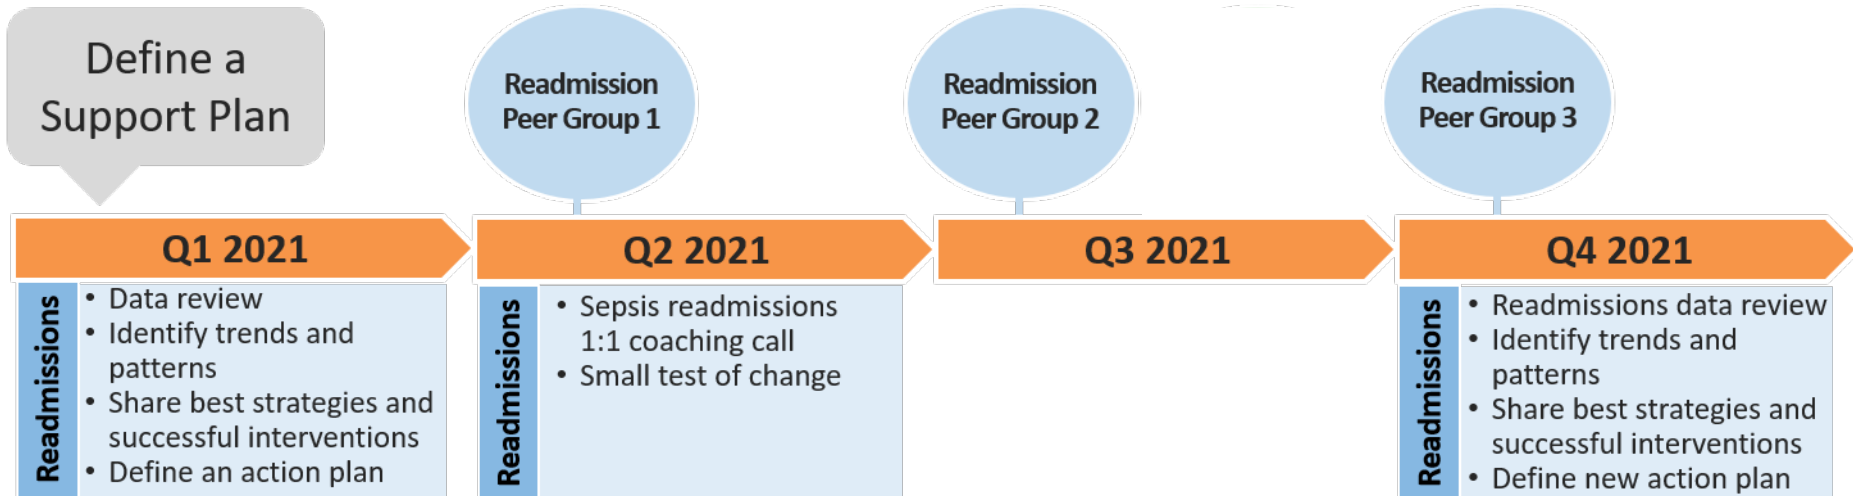 Define a
Support Plan
Readmission
Peer Group 1
Readmission
Peer Group 2
Readmission
Peer Group 3
Q1 2021
Q2 2021
Q3 2021
Q4 2021
Readmissions
• Data review
• Identify trends and
patterns
• Share best strategies and
successful interventions
• Define an action plan
Readmissions
• Sepsis readmissions
1:1 coaching call
• Small test of change
Readmissions
• Readmissions data review
• Identify trends and
patterns
• Share best strategies and
successful interventions
• Define new action plan